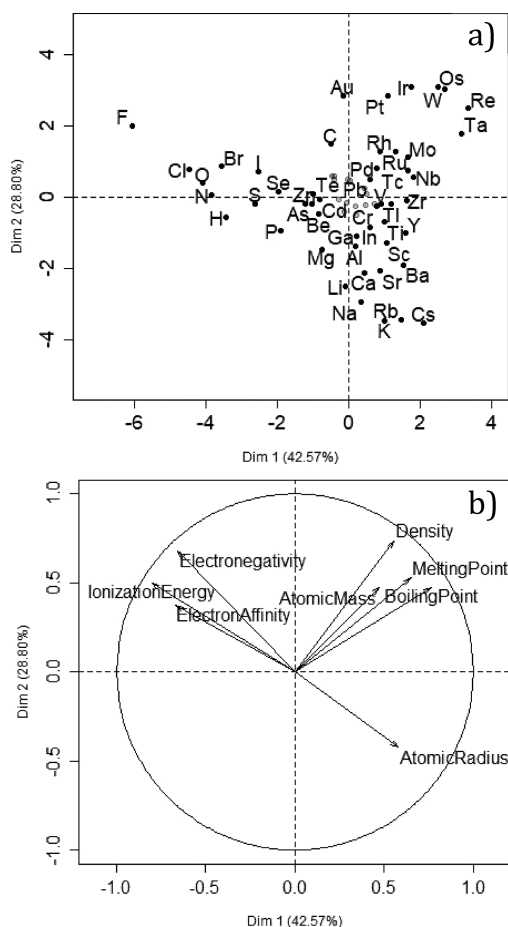 a)
4
2
0
-2
-4
Dim 2 (28.80%)
Au Ir Os
Pt W Re
F Ta
C Rh Mo
Cl O Br I Pd Ru
Te Pb Tc Nb
N S Se Zn V Zr
H As Cd Cr Tl
P Be Ga In Ti Y
Mg Al Sc
Li Ca Sr Ba
Na Rb Cs
K
-6 -4 -2 0 2 4
Dim 1 (42.57%)
b)
1.0
0.5
0.0
-0.5
-1.0
Dim 2 (28.80%)
Density
Electronegativity MeltingPoint
IonizationEnergy AtomicMass BoilingPoint
ElectronAffinity
AtomicRadius
-1.0 -0.5 0.0 0.5 1.0
Dim 1 (42.57%)